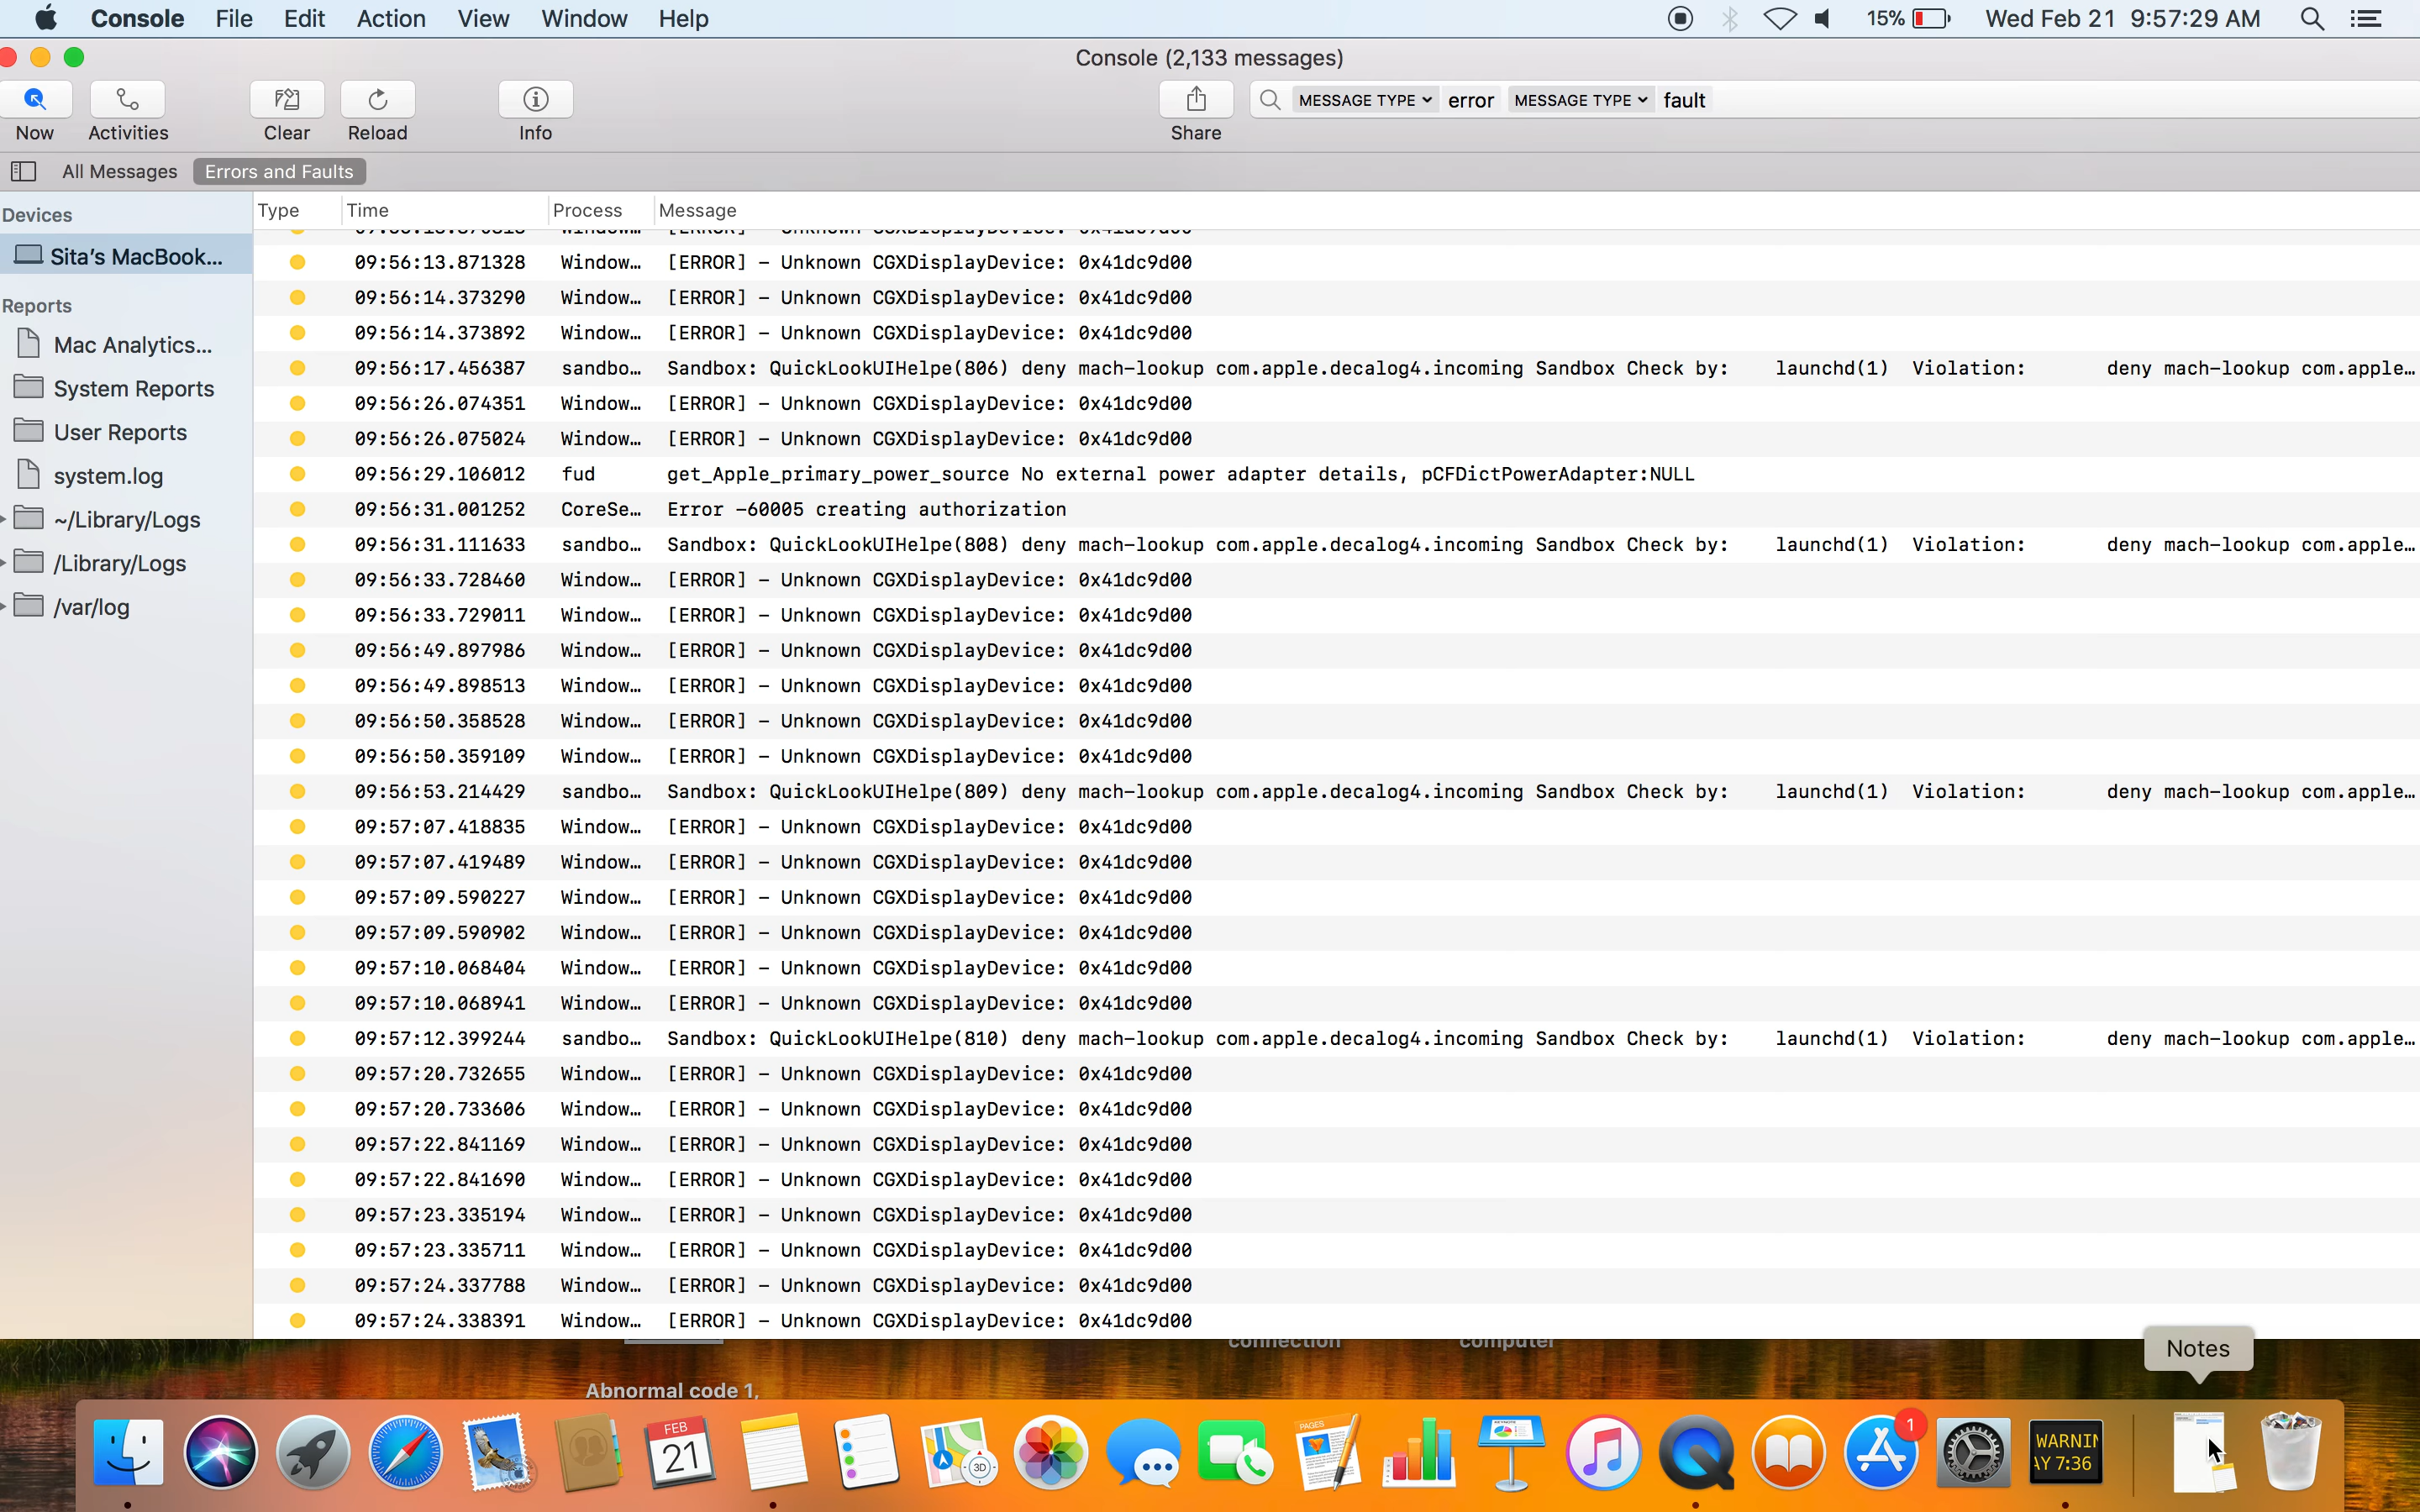 Console File Edit Action View Window Help 15% Wed Feb 21 9:57:29 AM
Console (2,133 messages)
MESSAGE TYPE error MESSAGE TYPE fault
Now Activities Clear Reload Info Share
All Messages Errors and Faults
Devices
Sita's MacBook...
Reports
Mac Analytics...
System Reports
User Reports
system.log
~/Library/Logs
/Library/Logs
/var/log
Type Time Process Message
09:56:13.871328 Window... [ERROR] - Unknown CGXDisplayDevice: 0x41dc9d00
09:56:14.373290 Window... [ERROR] - Unknown CGXDisplayDevice: 0x41dc9d00
09:56:14.373892 Window... [ERROR] - Unknown CGXDisplayDevice: 0x41dc9d00
09:56:17.456387 sandbo... Sandbox: QuickLookUIHelpe(806) deny mach-lookup com.apple.decalog4.incoming Sandbox Check by: launchd(1) Violation: deny mach-lookup com.apple...
09:56:26.074351 Window... [ERROR] - Unknown CGXDisplayDevice: 0x41dc9d00
09:56:26.075024 Window... [ERROR] - Unknown CGXDisplayDevice: 0x41dc9d00
09:56:29.106012 fud get_Apple_primary_power_source No external power adapter details, pCFDictPowerAdapter:NULL
09:56:31.001252 CoreSe... Error -60005 creating authorization
09:56:31.111633 sandbo... Sandbox: QuickLookUIHelpe(808) deny mach-lookup com.apple.decalog4.incoming Sandbox Check by: launchd(1) Violation: deny mach-lookup com.apple...
09:56:33.728460 Window... [ERROR] - Unknown CGXDisplayDevice: 0x41dc9d00
09:56:33.729011 Window... [ERROR] - Unknown CGXDisplayDevice: 0x41dc9d00
09:56:49.897986 Window... [ERROR] - Unknown CGXDisplayDevice: 0x41dc9d00
09:56:49.898513 Window... [ERROR] - Unknown CGXDisplayDevice: 0x41dc9d00
09:56:50.358528 Window... [ERROR] - Unknown CGXDisplayDevice: 0x41dc9d00
09:56:50.359109 Window... [ERROR] - Unknown CGXDisplayDevice: 0x41dc9d00
09:56:53.214429 sandbo... Sandbox: QuickLookUIHelpe(809) deny mach-lookup com.apple.decalog4.incoming Sandbox Check by: launchd(1) Violation: deny mach-lookup com.apple...
09:57:07.418835 Window... [ERROR] - Unknown CGXDisplayDevice: 0x41dc9d00
09:57:07.419489 Window... [ERROR] - Unknown CGXDisplayDevice: 0x41dc9d00
09:57:09.590227 Window... [ERROR] - Unknown CGXDisplayDevice: 0x41dc9d00
09:57:09.590902 Window... [ERROR] - Unknown CGXDisplayDevice: 0x41dc9d00
09:57:10.068404 Window... [ERROR] - Unknown CGXDisplayDevice: 0x41dc9d00
09:57:10.068941 Window... [ERROR] - Unknown CGXDisplayDevice: 0x41dc9d00
09:57:12.399244 sandbo... Sandbox: QuickLookUIHelpe(810) deny mach-lookup com.apple.decalog4.incoming Sandbox Check by: launchd(1) Violation: deny mach-lookup com.apple...
09:57:20.732655 Window... [ERROR] - Unknown CGXDisplayDevice: 0x41dc9d00
09:57:20.733606 Window... [ERROR] - Unknown CGXDisplayDevice: 0x41dc9d00
09:57:22.841169 Window... [ERROR] - Unknown CGXDisplayDevice: 0x41dc9d00
09:57:22.841690 Window... [ERROR] - Unknown CGXDisplayDevice: 0x41dc9d00
09:57:23.335194 Window... [ERROR] - Unknown CGXDisplayDevice: 0x41dc9d00
09:57:23.335711 Window... [ERROR] - Unknown CGXDisplayDevice: 0x41dc9d00
09:57:24.337788 Window... [ERROR] - Unknown CGXDisplayDevice: 0x41dc9d00
09:57:24.338391 Window... [ERROR] - Unknown CGXDisplayDevice: 0x41dc9d00
connection computer
Notes
Abnormal code 1,
FEB
21
PAGES
3D
1
WARNIN
AY 7:36